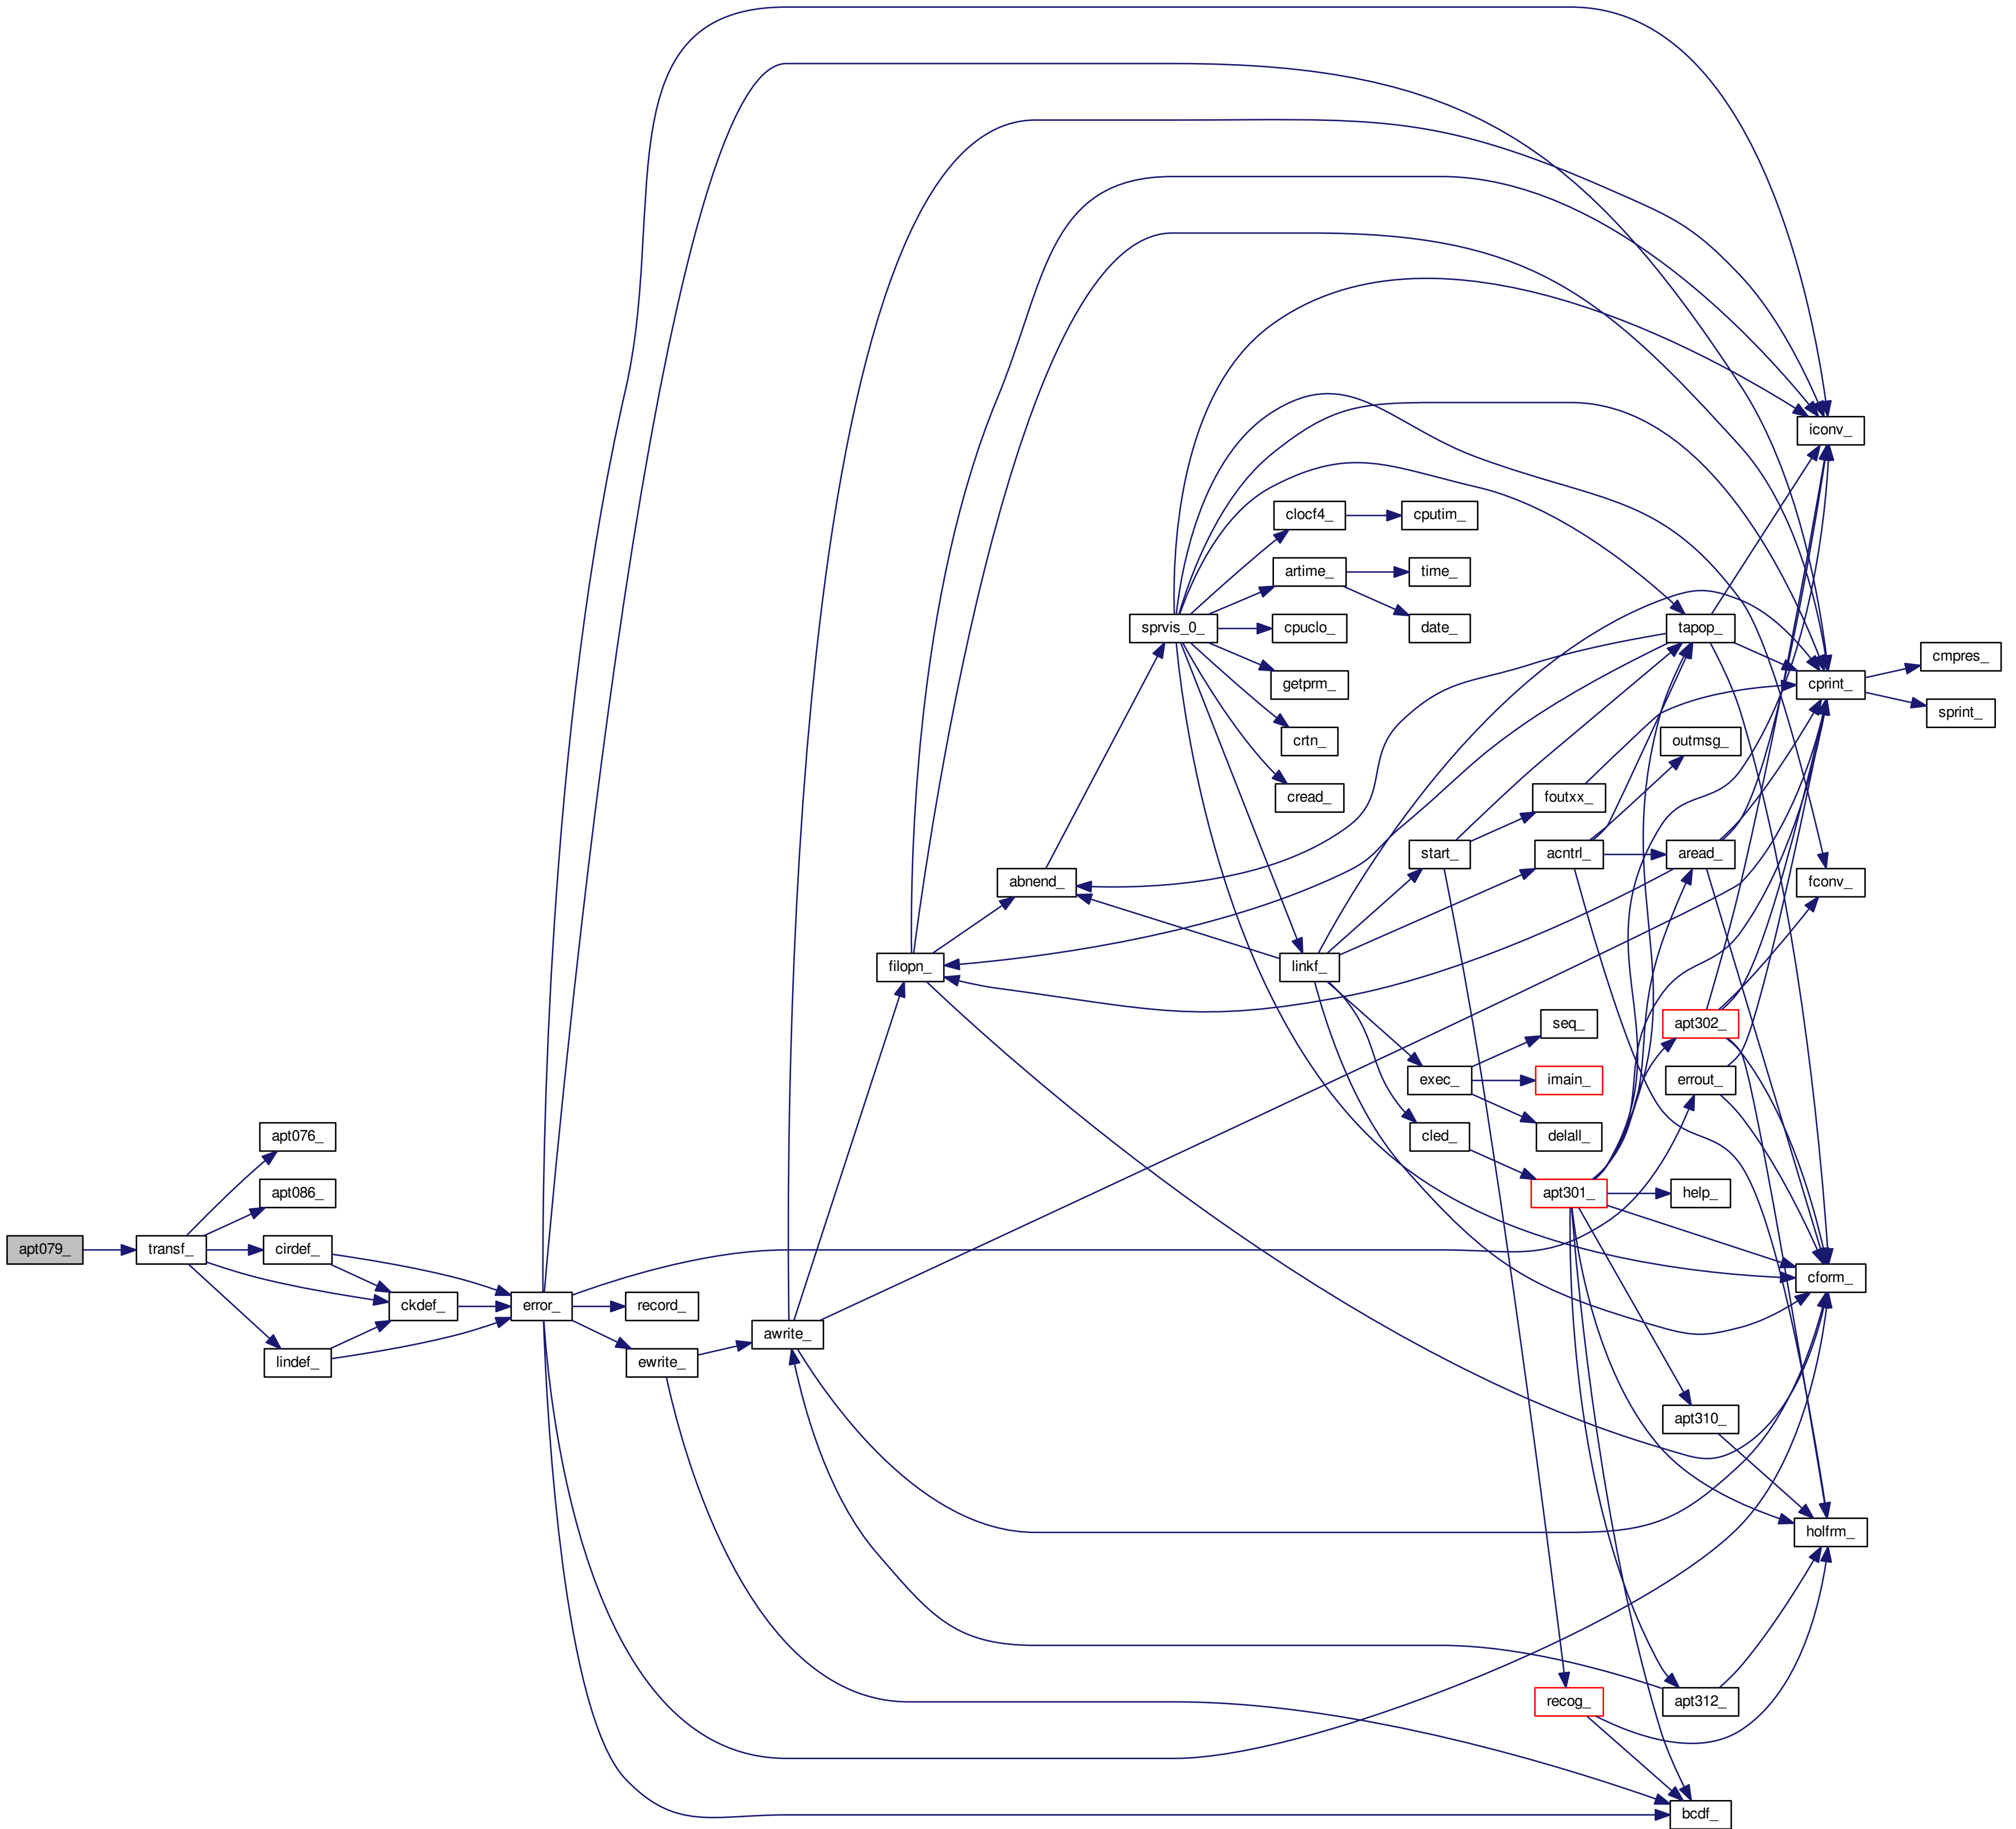 apt079_
transf_
apt076_
apt086_
cirdef_
ckdef_
lindef_
error_
record_
ewrite_
awrite_
filopn_
abnend_
sprvis_0_
clocf4_
cputim_
artime_
time_
date_
cpuclo_
getprm_
crtn_
cread_
linkf_
start_
exec_
cled_
foutxx_
acntrl_
seq_
imain_
delall_
apt301_
recog_
tapop_
outmsg_
aread_
apt302_
errout_
help_
apt310_
apt312_
bcdf_
iconv_
cprint_
fconv_
cform_
holfrm_
cmpres_
sprint_